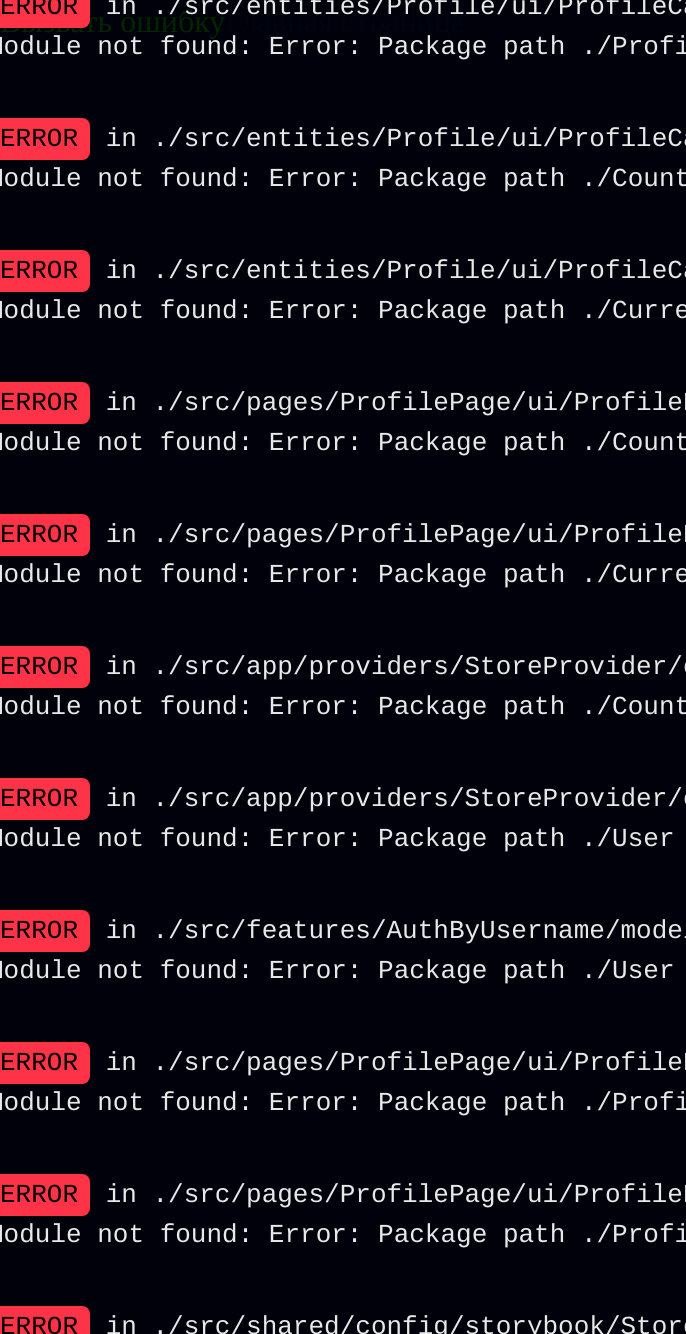 ERROR in ./src/entities/Profile/ui/ProfileCa
ошибку
Module not found: Error: Package path ./Profi
ERROR in ./src/entities/Profile/ui/ProfileCa
Module not found: Error: Package path ./Count
ERROR in ./src/entities/Profile/ui/ProfileCa
Module not found: Error: Package path ./Curre
ERROR in ./src/pages/ProfilePage/ui/Profile
Module not found: Error: Package path ./Count
ERROR in ./src/pages/ProfilePage/ui/Profile
Module not found: Error: Package path ./Curre
ERROR in ./src/app/providers/StoreProvider/
Module not found: Error: Package path ./Count
ERROR in ./src/app/providers/StoreProvider/
Module not found: Error: Package path ./User
ERROR in ./src/features/AuthByUsername/mode
Module not found: Error: Package path ./User
ERROR in ./src/pages/ProfilePage/ui/Profile
Module not found: Error: Package path ./Profi
ERROR in ./src/pages/ProfilePage/ui/Profile
Module not found: Error: Package path ./Profi
ERROR in ./src/shared/config/storybook/Store